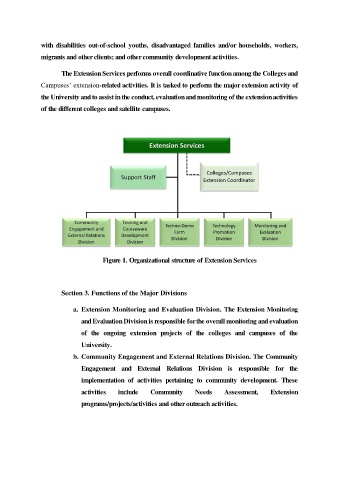 with disabilities out-of-school youths, disadvantaged families and/or households, workers,
migrants and other clients; and other community development activities.
The Extension Services performs overall coordinative function among the Colleges and
Campuses' extension-related activities. It is tasked to perform the major extension activity of
the University and to assist in the conduct, evaluation and monitoring of the extension activities
of the different colleges and satellite campuses.
Extension Services
Support Staff
Colleges/Campuses
Extension Coordinator
Community
Engagement and
External Relations
Division
Training and
Courseware
Development
Division
Techno-Demo
Farm
Division
Technology
Promotion
Division
Monitoring and
Evaluation
Division
Figure 1. Organizational structure of Extension Services
Section 3. Functions of the Major Divisions
a. Extension Monitoring and Evaluation Division. The Extension Monitoring
and Evaluation Division is responsible for the overall monitoring and evaluation
of the ongoing extension projects of the colleges and campuses of the
University.
b. Community Engagement and External Relations Division. The Community
Engagement and External Relations Division is responsible for the
implementation of activities pertaining to community development. These
activities include Community Needs Assessment, Extension
programs/projects/activities and other outreach activities.